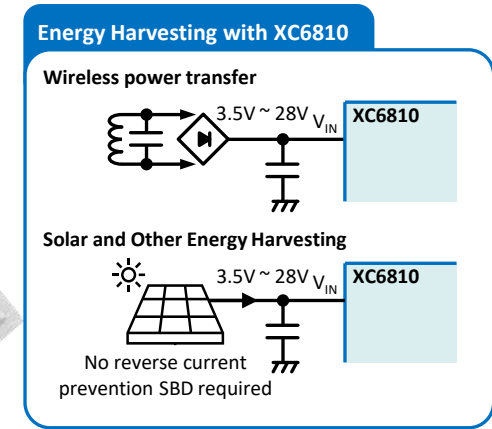 Energy Harvesting with XC6810
Wireless power transfer
3.5V ~ 28V VIN XC6810
Solar and Other Energy Harvesting
3.5V ~ 28V VIN XC6810
No reverse current
prevention SBD required